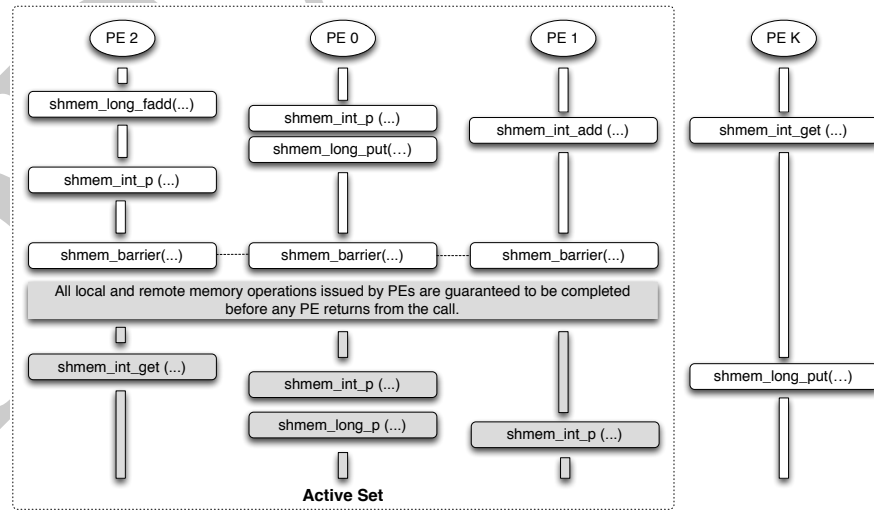 PE 2
PE 0
PE 1
PE K
shmem_long_fadd(...)
shmem_int_p (...)
shmem_long_put(...)
shmem_int_add (...)
shmem_int_get (...)
shmem_int_p (...)
shmem_barrier(...)
shmem_barrier(...)
shmem_barrier(...)
All local and remote memory operations issued by PEs are guaranteed to be completed
before any PE returns from the call.
shmem_int_get (...)
shmem_int_p (...)
shmem_long_put(...)
shmem_long_p (...)
shmem_int_p (...)
Active Set